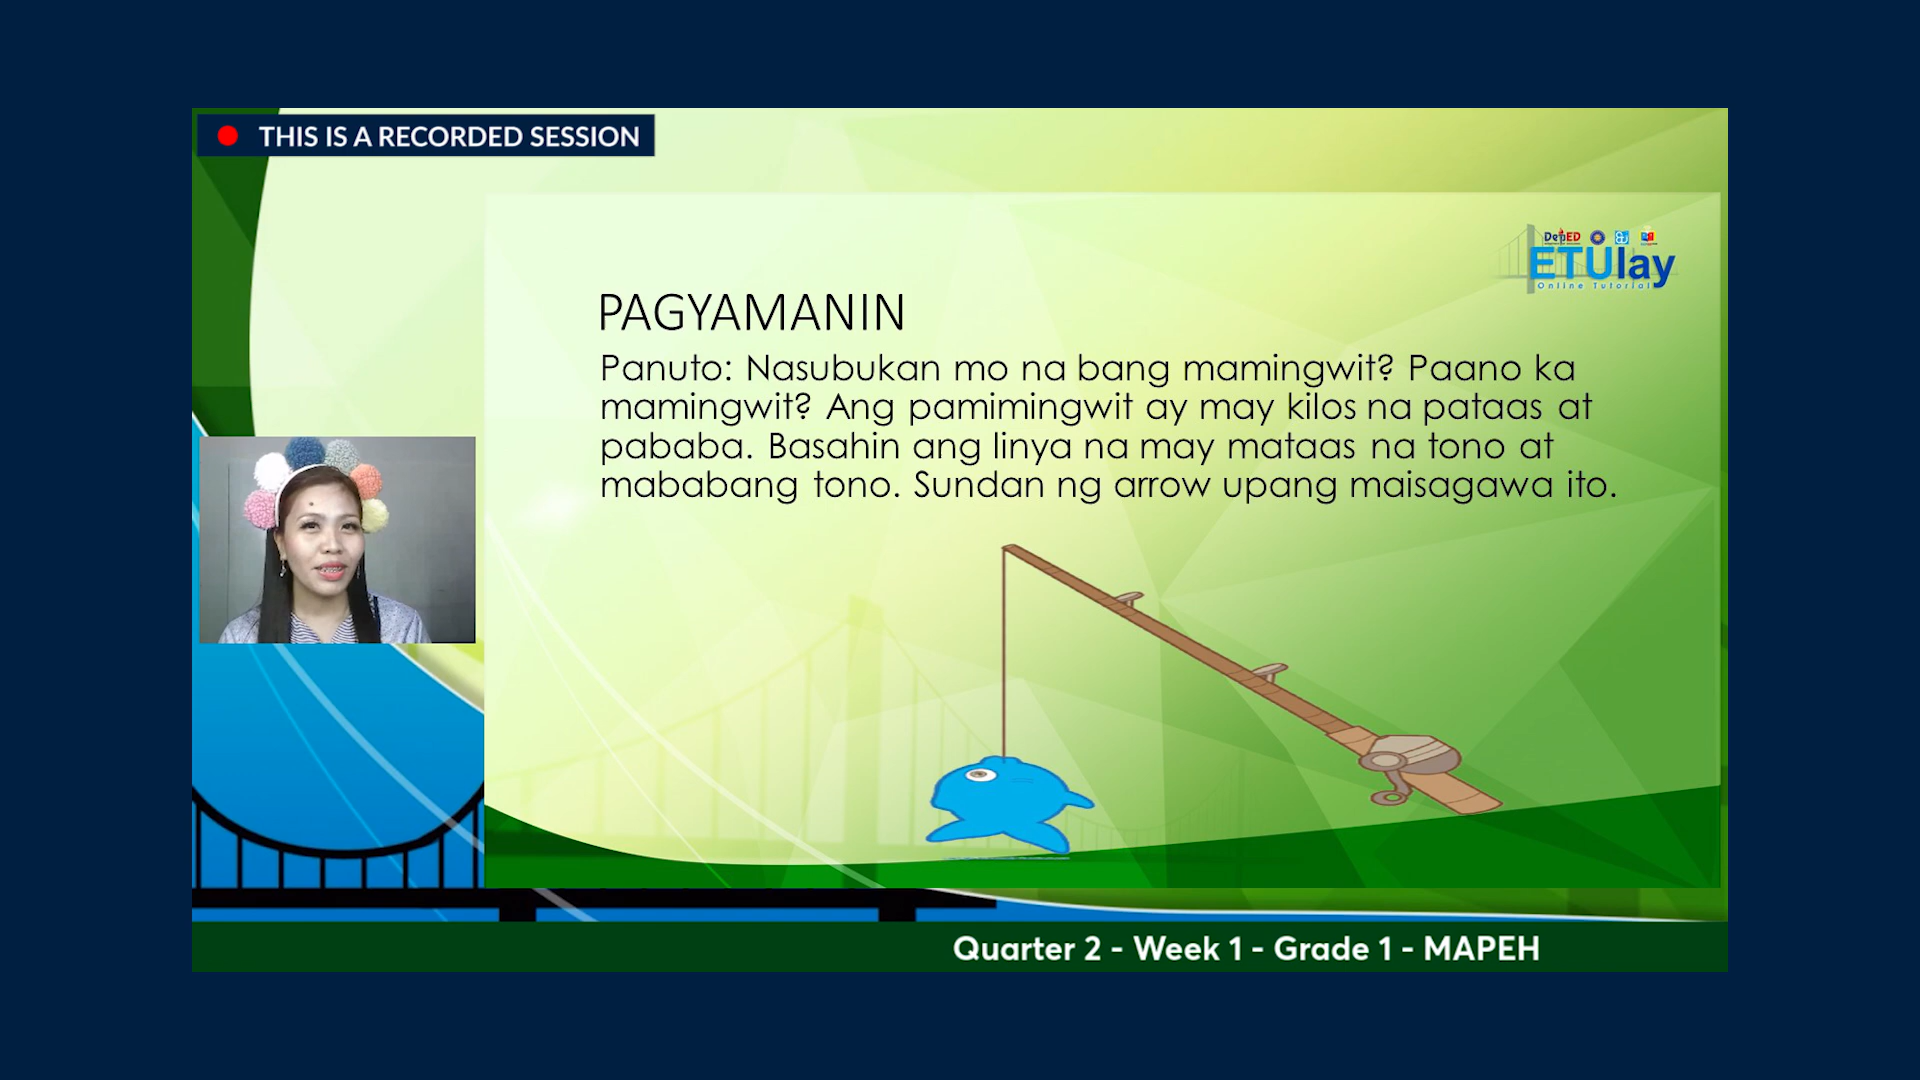 THIS IS A RECORDED SESSION
DepED
ETUlay
Online Tutorial
PAGYAMANIN
Panuto: Nasubukan mo na bang mamingwit? Paano ka
mamingwit? Ang pamimingwit ay may kilos na pataas at
pababa. Basahin ang linya na may mataas na tono at
mababang tono. Sundan ng arrow upang maisagawa ito.
Quarter 2 - Week 1 - Grade 1 - MAPEH